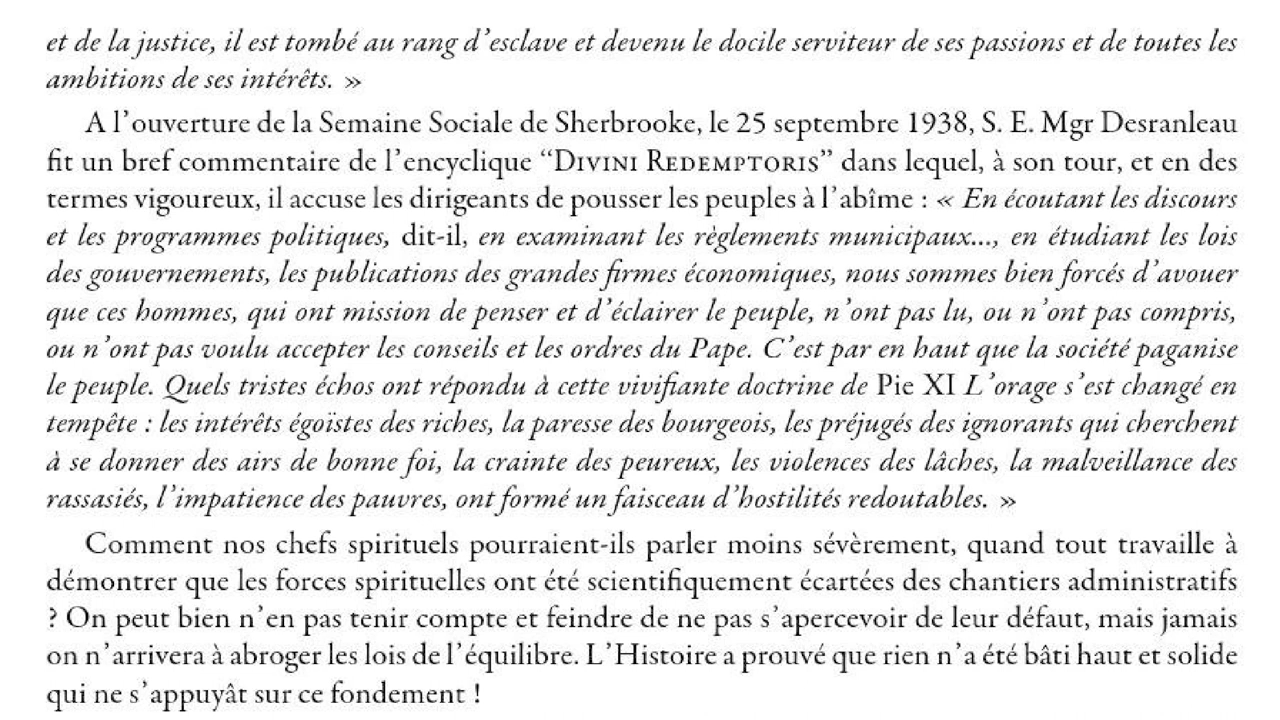 et de la justice, il est tombé au rang d’esclave et devenu le docile serviteur de ses passions et de toutes les
ambitions de ses intérêts. »
A l’ouverture de la Semaine Sociale de Sherbrooke, le 25 septembre 1938, S. E. Mgr Desranleau
fit un bref commentaire de l’encyclique “DIVINI REDEMPTORIS” dans lequel, à son tour, et en des
termes vigoureux, il accuse les dirigeants de pousser les peuples à l’abîme : « En écoutant les discours
et les programmes politiques, dit-il, en examinant les règlements municipaux..., en étudiant les lois
des gouvernements, les publications des grandes firmes économiques, nous sommes bien forcés d’avouer
que ces hommes, qui ont mission de penser et d’éclairer le peuple, n’ont pas lu, ou n’ont pas compris,
ou n’ont pas voulu accepter les conseils et les ordres du Pape. C’est par en haut que la société paganise
le peuple. Quels tristes échos ont répondu à cette vivifiante doctrine de Pie XI L’orage s’est changé en
tempête : les intérêts égoïstes des riches, la paresse des bourgeois, les préjugés des ignorants qui cherchent
à se donner des airs de bonne foi, la crainte des peureux, les violences des lâches, la malveillance des
rassasiés, l’impatience des pauvres, ont formé un faisceau d’hostilités redoutables. »
Comment nos chefs spirituels pourraient-ils parler moins sévèrement, quand tout travaille à
démontrer que les forces spirituelles ont été scientifiquement écartées des chantiers administratifs
? On peut bien n’en pas tenir compte et feindre de ne pas s’apercevoir de leur défaut, mais jamais
on n’arrivera à abroger les lois de l’équilibre. L’Histoire a prouvé que rien n’a été bâti haut et solide
qui ne s’appuyât sur ce fondement !